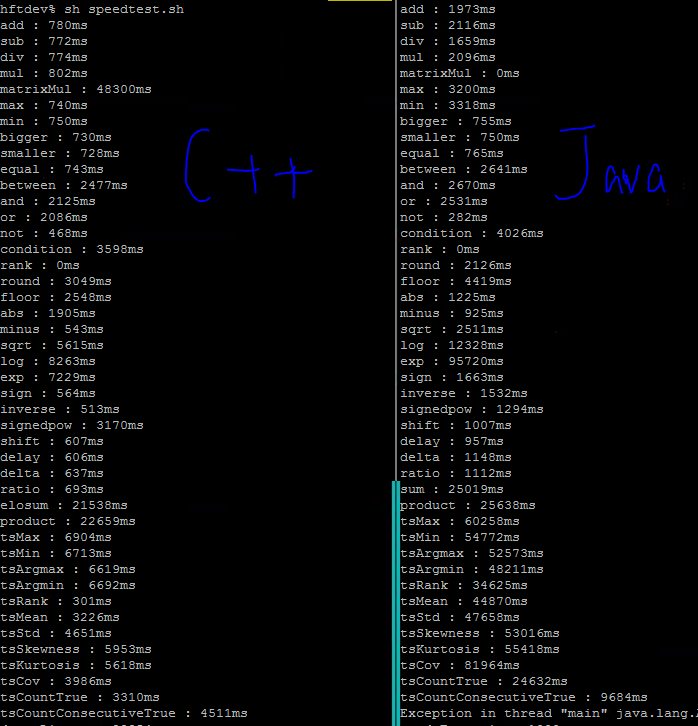 hftdev% sh speedtest.sh
add : 780ms
sub : 772ms
div : 774ms
mul : 802ms
matrixMul : 48300ms
max : 740ms
min : 750ms
bigger : 730ms
smaller : 728ms
equal : 743ms
between : 2477ms
and : 2125ms
or : 2086ms
not : 468ms
condition : 3598ms
rank : 0ms
round : 3049ms
floor : 2548ms
abs : 1905ms
minus : 543ms
sqrt : 5615ms
log : 8263ms
exp : 7229ms
sign : 564ms
inverse : 513ms
signedpow : 3170ms
shift : 607ms
delay : 606ms
delta : 637ms
ratio : 693ms
elosum : 21538ms
product : 22659ms
tsMax : 6904ms
tsMin : 6713ms
tsArgmax : 6619ms
tsArgmin : 6692ms
tsRank : 301ms
tsMean : 3226ms
tsStd : 4651ms
tsSkewness : 5953ms
tsKurtosis : 5618ms
tsCov : 3986ms
tsCountTrue : 3310ms
tsCountConsecutiveTrue : 4511ms
C++
add : 1973ms
sub : 2116ms
div : 1659ms
mul : 2096ms
matrixMul : 0ms
max : 3200ms
min : 3318ms
bigger : 755ms
smaller : 750ms
equal : 765ms
between : 2641ms
and : 2670ms
or : 2531ms
not : 282ms
condition : 4026ms
rank : 0ms
round : 2126ms
floor : 4419ms
abs : 1225ms
minus : 925ms
sqrt : 2511ms
log : 12328ms
exp : 95720ms
sign : 1663ms
inverse : 1532ms
signedpow : 1294ms
shift : 1007ms
delay : 957ms
delta : 1148ms
ratio : 1112ms
sum : 25019ms
product : 25638ms
tsMax : 60258ms
tsMin : 54772ms
tsArgmax : 52573ms
tsArgmin : 48211ms
tsRank : 34625ms
tsMean : 44870ms
tsStd : 47658ms
tsSkewness : 53016ms
tsKurtosis : 55418ms
tsCov : 81964ms
tsCountTrue : 24632ms
tsCountConsecutiveTrue : 9684ms
Exception in thread "main" java.lang.
Java